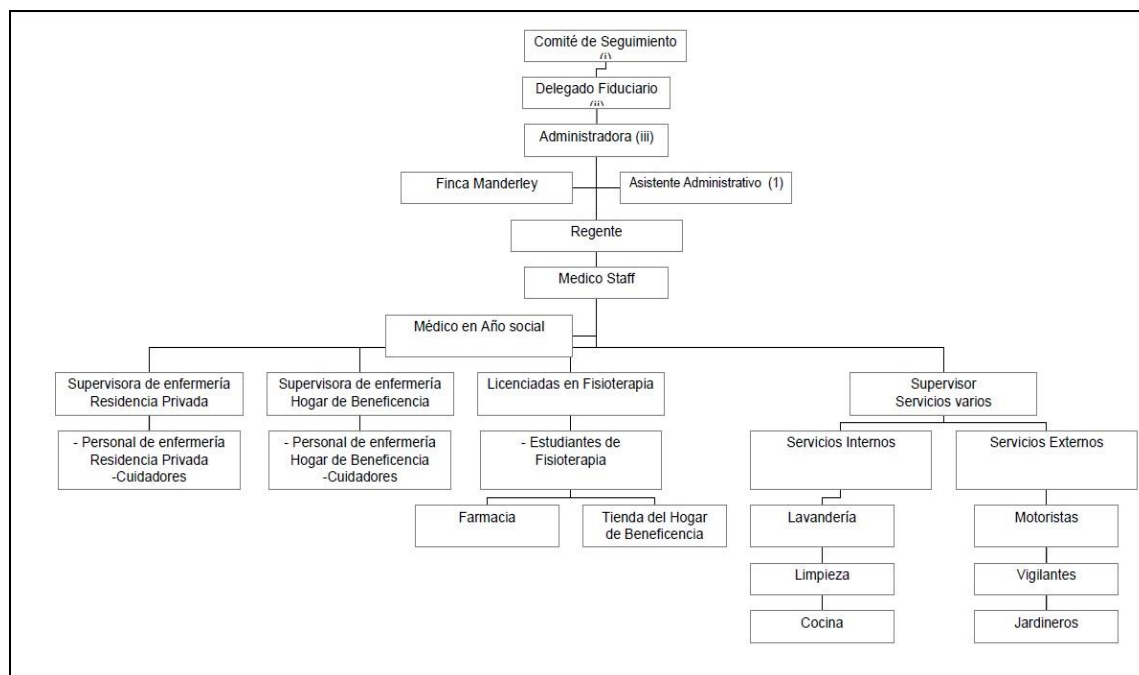 Comité de Seguimiento
(i)
Delegado Fiduciario
(ii)
Administradora (iii)
Finca Manderley
Asistente Administrativo (1)
Regente
Medico Staff
Médico en Año social
Supervisora de enfermería
Residencia Privada
Supervisora de enfermería
Hogar de Beneficencia
Licenciadas en Fisioterapia
Supervisor
Servicios varios
- Personal de enfermería
Residencia Privada
-Cuidadores
- Personal de enfermería
Hogar de Beneficencia
-Cuidadores
- Estudiantes de
Fisioterapia
Servicios Internos
Servicios Externos
Farmacia
Tienda del Hogar
de Beneficencia
Lavandería
Motoristas
Limpieza
Vigilantes
Cocina
Jardineros